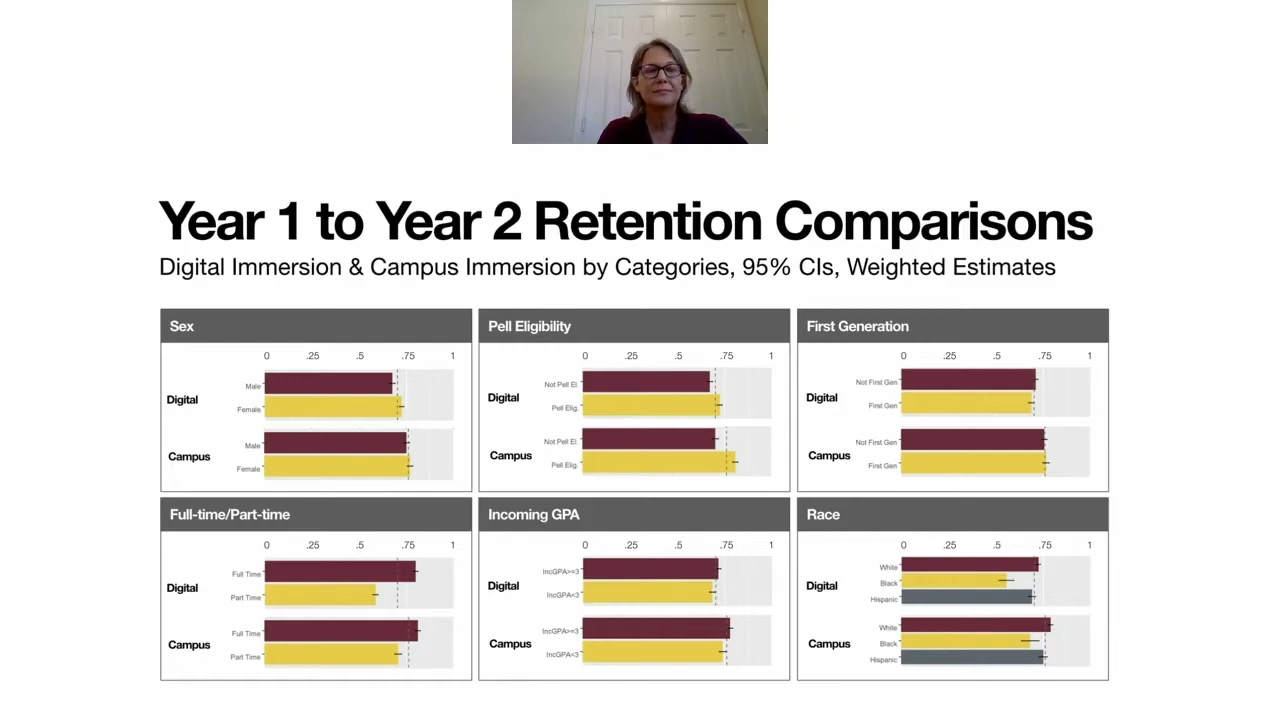 Year 1 to Year 2 Retention Comparisons
Digital Immersion & Campus Immersion by Categories, 95% CIs, Weighted Estimates
Sex
0 .25 .5 .75 1
Digital
Male
Female
Campus
Male
Female
Pell Eligibility
0 .25 .5 .75 1
Digital
Not Pell El.
Pell Elig.
Campus
Not Pell El.
Pell Elig.
First Generation
0 .25 .5 .75 1
Digital
Not First Gen
First Gen
Campus
Not First Gen
First Gen
Full-time/Part-time
0 .25 .5 .75 1
Digital
Full Time
Part Time
Campus
Full Time
Part Time
Incoming GPA
0 .25 .5 .75 1
Digital
IncGPA>=3
IncGPA<3
Campus
IncGPA>=3
IncGPA<3
Race
0 .25 .5 .75 1
Digital
White
Black
Hispanic
Campus
White
Black
Hispanic